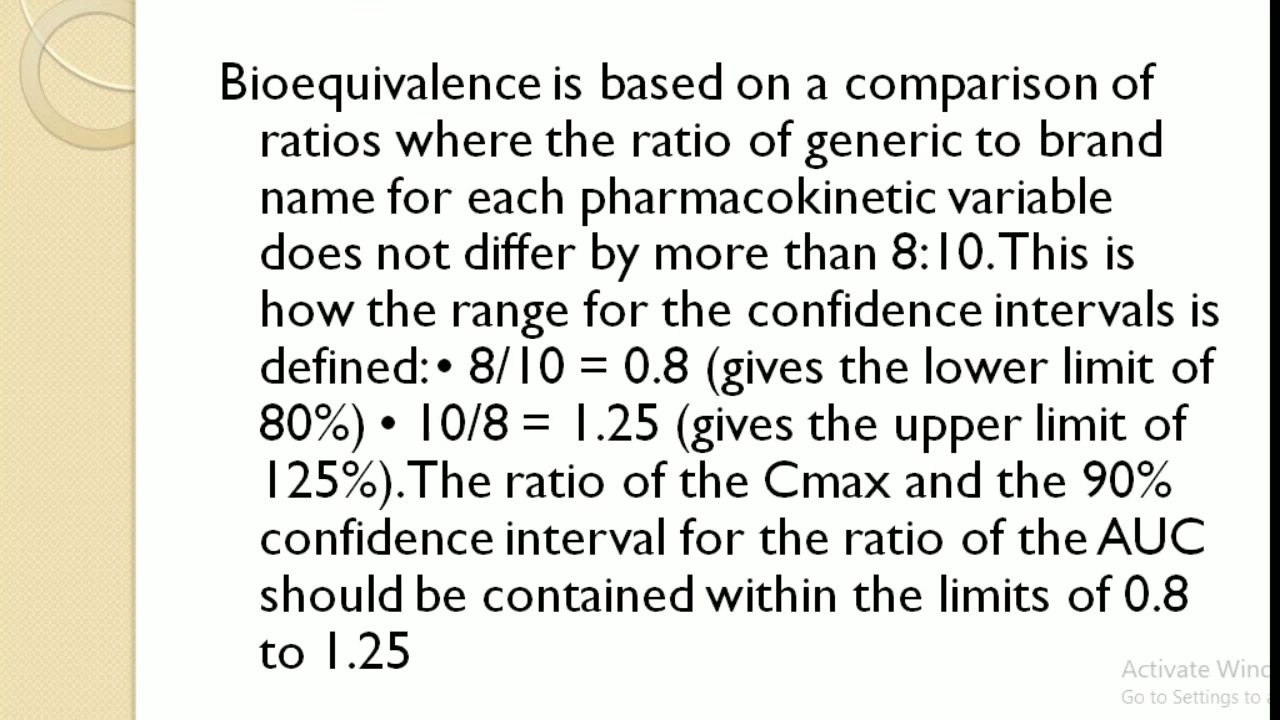 Bioequivalence is based on a comparison of
ratios where the ratio of generic to brand
name for each pharmacokinetic variable
does not differ by more than 8:10. This is
how the range for the confidence intervals is
defined: • 8/10 = 0.8 (gives the lower limit of
80%) • 10/8 = 1.25 (gives the upper limit of
125%). The ratio of the Cmax and the 90%
confidence interval for the ratio of the AUC
should be contained within the limits of 0.8
to 1.25
Activate Wind
Go to Settings to a